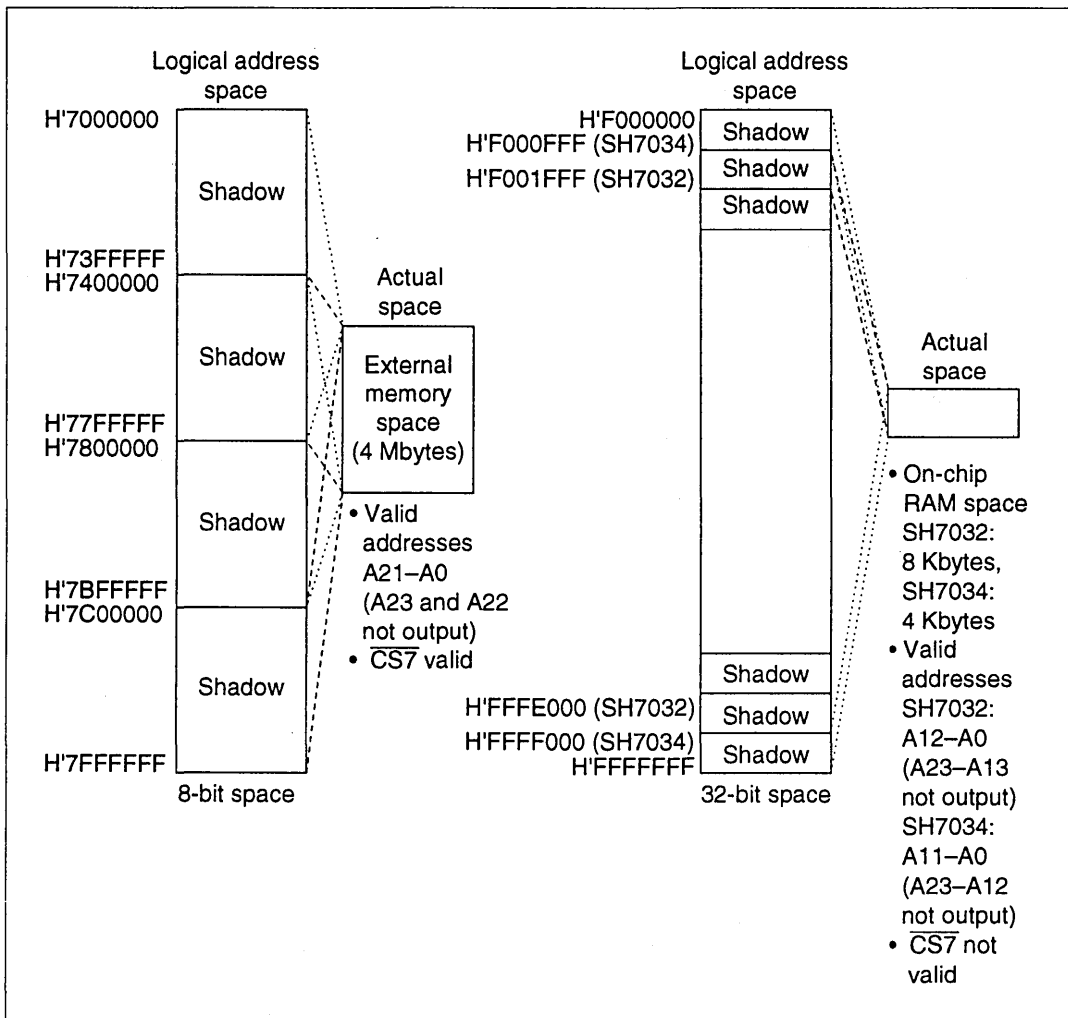 Logical address
space
H'7000000
Shadow
H'73FFFFF
H'7400000
Shadow
H'77FFFFF
H'7800000
Shadow
H'7BFFFFF
H'7C00000
Shadow
H'7FFFFFF
8-bit space
Actual
space
External
memory
space
(4 Mbytes)
• Valid
addresses
A21–A0
(A23 and A22
not output)
• CS7 valid
Logical address
space
H'F000000
Shadow
H'F000FFF (SH7034)
Shadow
H'F001FFF (SH7032)
Shadow
Shadow
H'FFFE000 (SH7032)
Shadow
H'FFFF000 (SH7034)
Shadow
H'FFFFFFF
32-bit space
Actual
space
• On-chip
RAM space
SH7032:
8 Kbytes,
SH7034:
4 Kbytes
• Valid
addresses
SH7032:
A12–A0
(A23–A13
not output)
SH7034:
A11–A0
(A23–A12
not output)
• CS7 not
valid